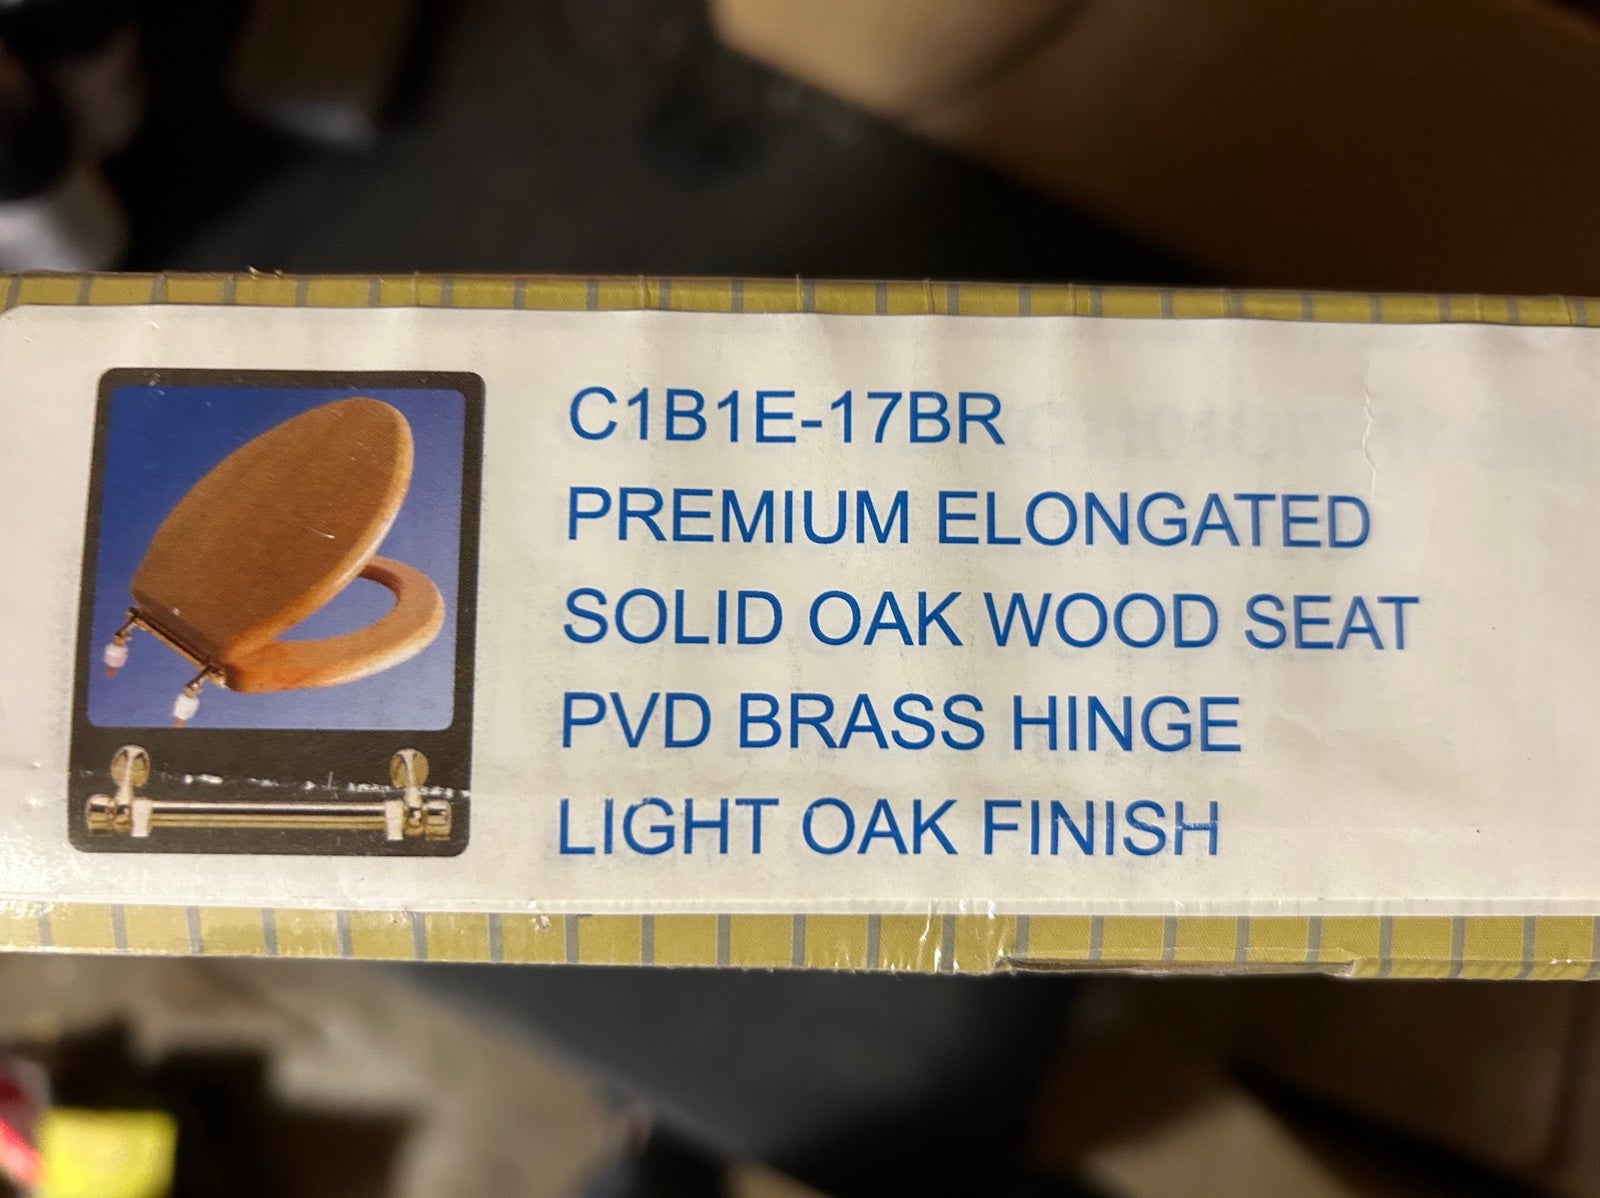 C1B1E-17BR
PREMIUM ELONGATED
SOLID OAK WOOD SEAT
PVD BRASS HINGE
LIGHT OAK FINISH